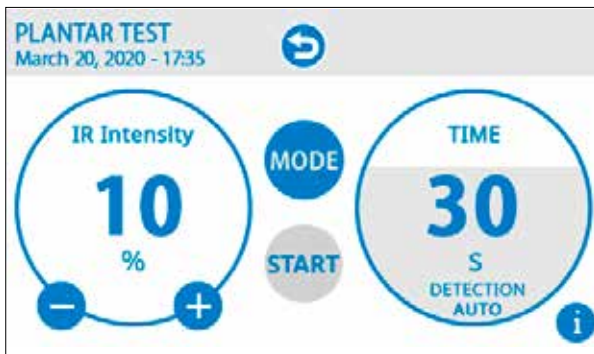 PLANTAR TEST
March 20, 2020 - 17:35
IR Intensity
10
%
MODE
START
TIME
30
S
DETECTION
AUTO
i